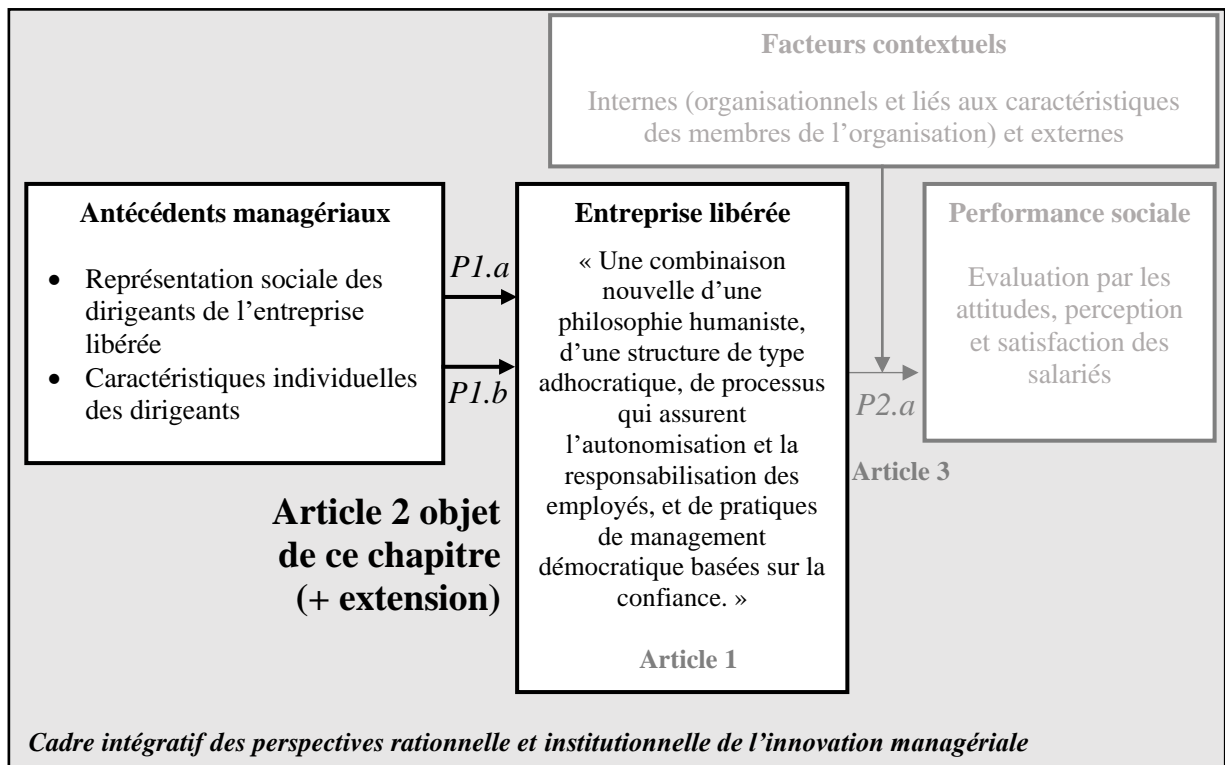 Facteurs contextuels
Internes (organisationnels et liés aux caractéristiques
des membres de l’organisation) et externes
Antécédents managériaux
• Représentation sociale des
dirigeants de l’entreprise
libérée
• Caractéristiques individuelles
des dirigeants
P1.a
P1.b
Entreprise libérée
« Une combinaison
nouvelle d’une
philosophie humaniste,
d’une structure de type
adhocratique, de processus
qui assurent
l’autonomisation et la
responsabilisation des
employés, et de pratiques
de management
démocratique basées sur la
confiance. »
Article 1
P2.a
Article 3
Performance sociale
Evaluation par les
attitudes, perception
et satisfaction des
salariés
Article 2 objet
de ce chapitre
(+ extension)
Cadre intégratif des perspectives rationnelle et institutionnelle de l’innovation managériale